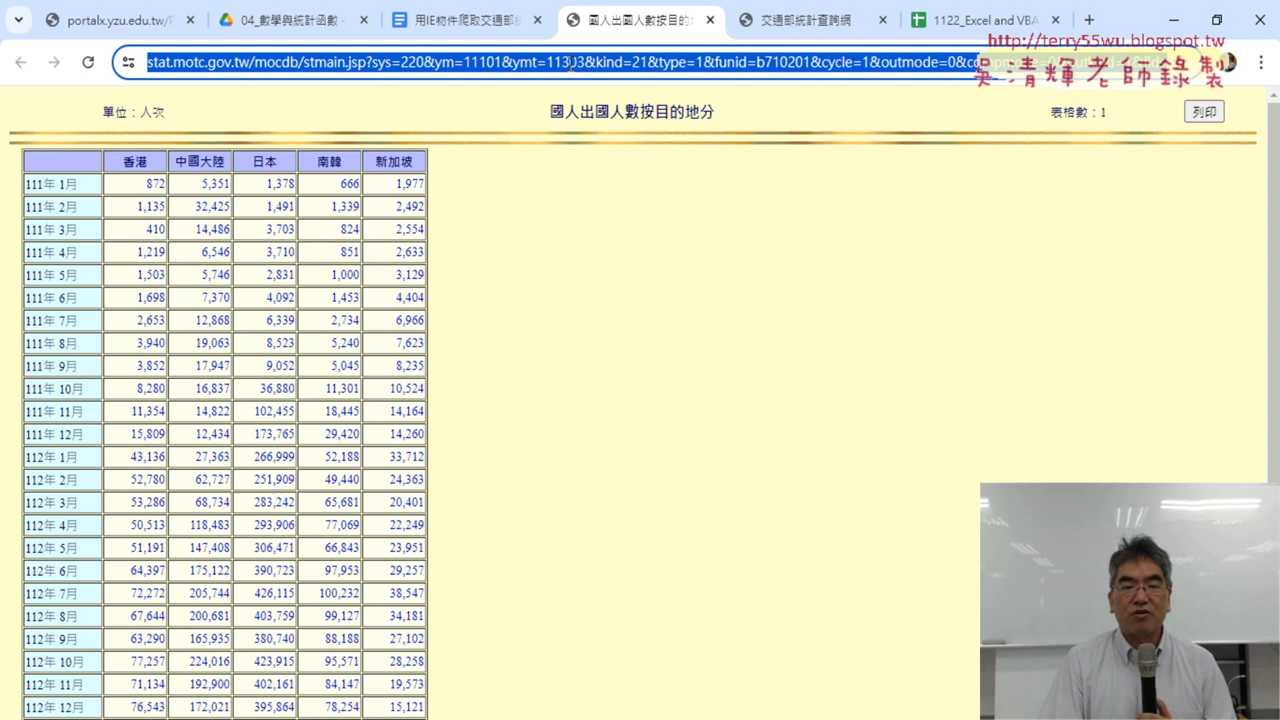 portalx.yzu.edu.tw/P
04_數學與統計函數 -
用IE物件爬取交通部統
國人出國人數按目的地
交通部統計查詢網
1122_Excel and VBA
http://terry55wu.blogspot.tw
stat.motc.gov.tw/mocdb/stmain.jsp?sys=220&ym=11101&ymt=11303&kind=21&type=1&funid=b710201&cycle=1&outmode=0&co
吳清輝老師錄製
單位：人次
國人出國人數按目的地分
表格數：1
列印
香港 中國大陸 日本 南韓 新加坡
111年 1月 872 5,351 1,378 666 1,977
111年 2月 1,135 32,425 1,491 1,339 2,492
111年 3月 410 14,486 3,703 824 2,554
111年 4月 1,219 6,546 3,710 851 2,633
111年 5月 1,503 5,746 2,831 1,000 3,129
111年 6月 1,698 7,370 4,092 1,453 4,404
111年 7月 2,653 12,868 6,339 2,734 6,966
111年 8月 3,940 19,063 8,523 5,240 7,623
111年 9月 3,852 17,947 9,052 5,045 8,235
111年 10月 8,280 16,837 36,880 11,301 10,524
111年 11月 11,354 14,822 102,455 18,445 14,164
111年 12月 15,809 12,434 173,765 29,420 14,260
112年 1月 43,136 27,363 266,999 52,188 33,712
112年 2月 52,780 62,727 251,909 49,440 24,363
112年 3月 53,286 68,734 283,242 65,681 20,401
112年 4月 50,513 118,483 293,906 77,069 22,249
112年 5月 51,191 147,408 306,471 66,843 23,951
112年 6月 64,397 175,122 390,723 97,953 29,257
112年 7月 72,272 205,744 426,115 100,232 38,547
112年 8月 67,644 200,681 403,759 99,127 34,181
112年 9月 63,290 165,935 380,740 88,188 27,102
112年 10月 77,257 224,016 423,915 95,571 28,258
112年 11月 71,134 192,900 402,161 84,147 19,573
112年 12月 76,543 172,021 395,864 78,254 15,121